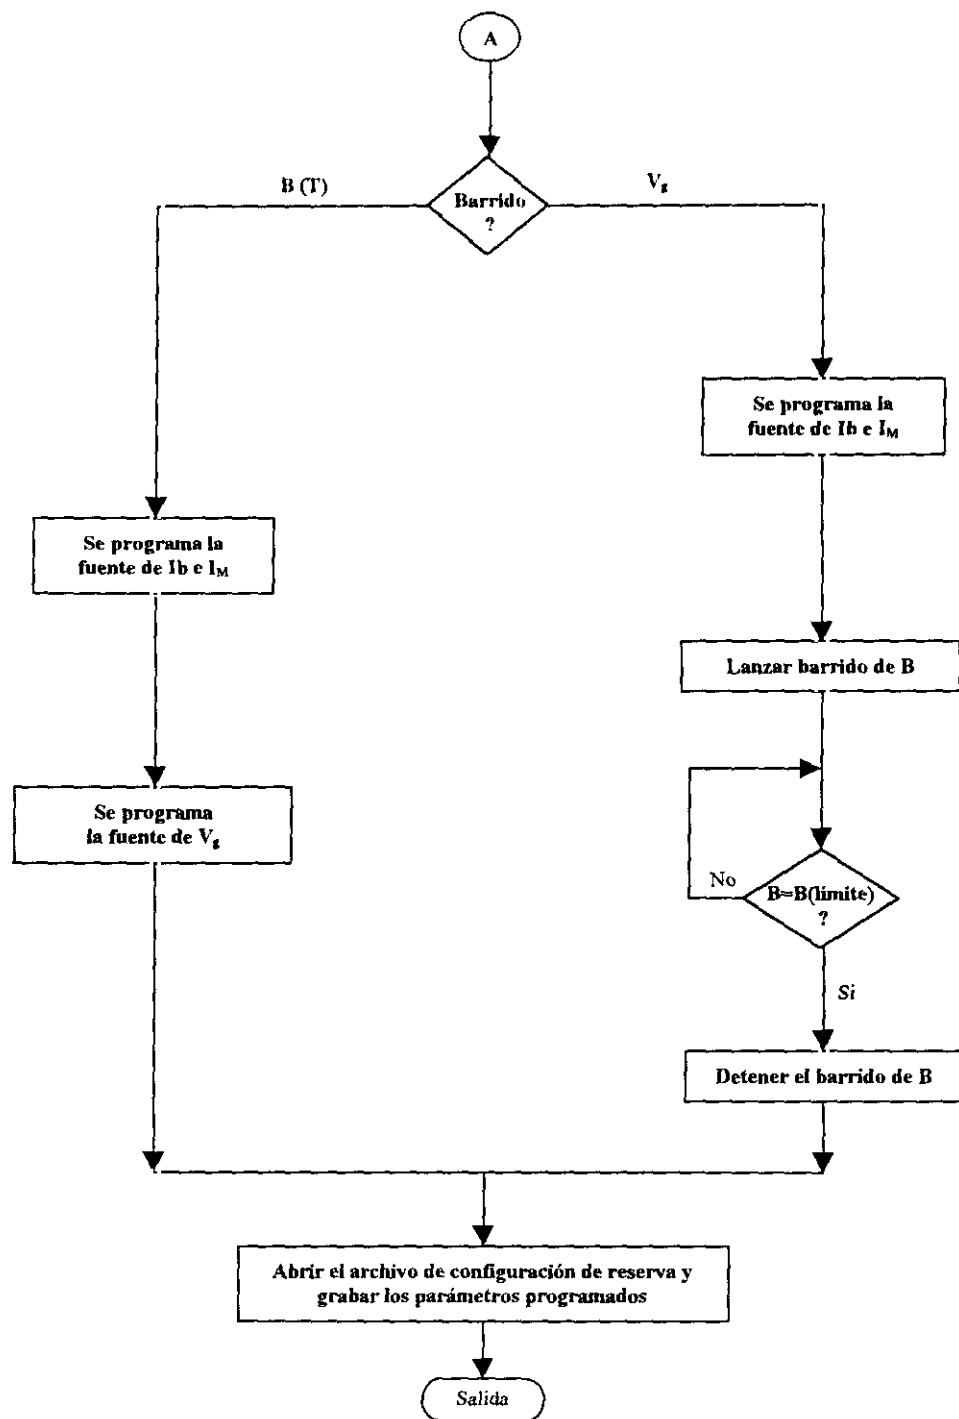 A
B (T)
Barrido
?
Vg
Se programa la
fuente de Ib e IM
Se programa la
fuente de Ib e IM
Lanzar barrido de B
Se programa
la fuente de Vg
No
B=B(límite)
?
Si
Detener el barrido de B
Abrir el archivo de configuración de reserva y
grabar los parámetros programados
Salida